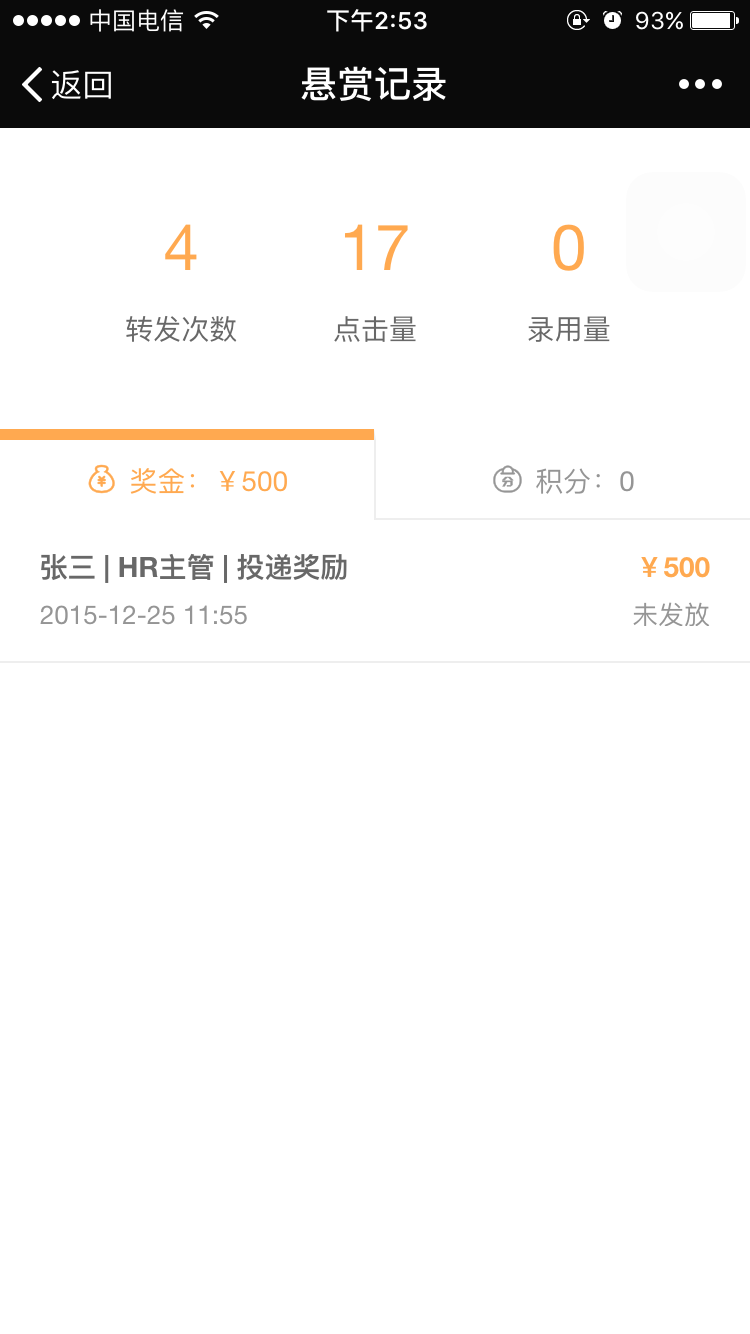 中国电信 下午2:53 93%
返回 悬赏记录
4 17 0
转发次数 点击量 录用量
¥ 奖金: ¥500 分 积分: 0
张三 | HR主管 | 投递奖励 ¥500
2015-12-25 11:55 未发放